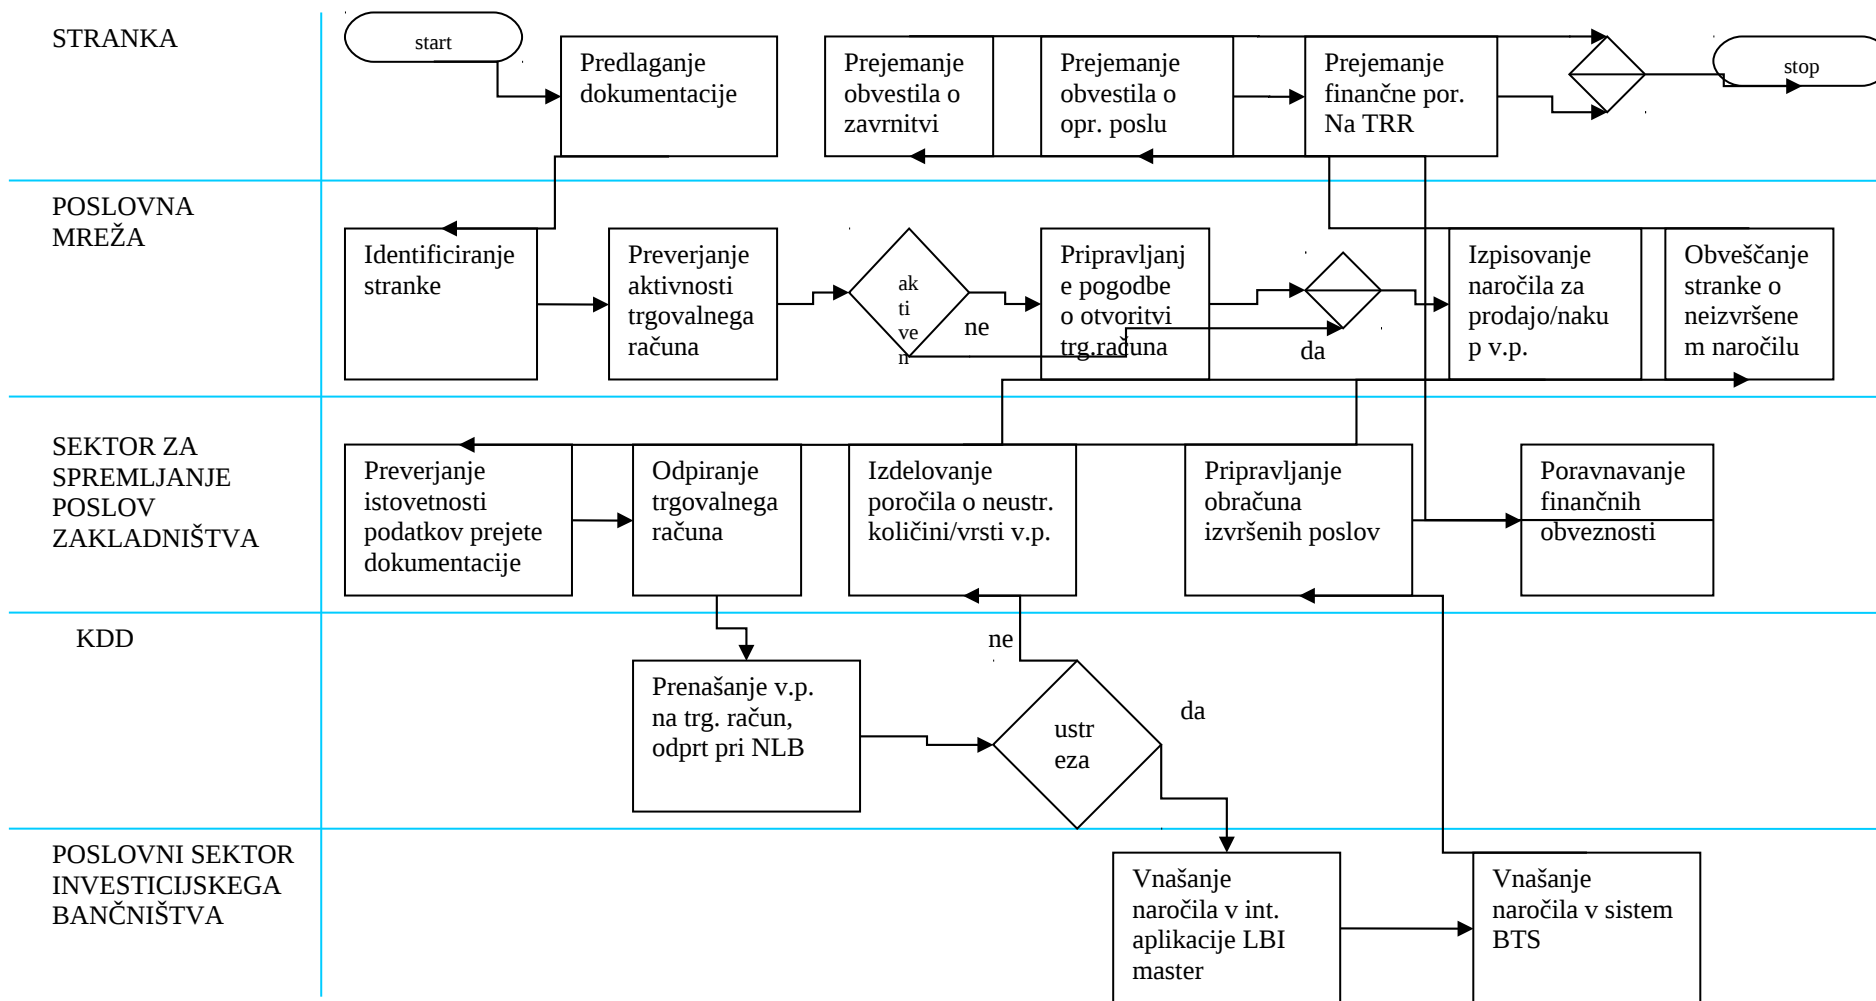 STRANKA
start
Predlaganje
dokumentacije
Prejemanje
obvestila o
zavrnitvi
Prejemanje
obvestila o
opr. poslu
Prejemanje
finančne por.
Na TRR
stop
POSLOVNA
MREŽA
Identificiranje
stranke
Preverjanje
aktivnosti
trgovalnega
računa
ak
ti
ve
n
ne
Pripravljanj
e pogodbe
o otvoritvi
trg.računa
da
Izpisovanje
naročila za
prodajo/naku
p v.p.
Obveščanje
stranke o
neizvršene
m naročilu
SEKTOR ZA
SPREMLJANJE
POSLOV
ZAKLADNIŠTVA
Preverjanje
istovetnosti
podatkov prejete
dokumentacije
Odpiranje
trgovalnega
računa
Izdelovanje
poročila o neustr.
količini/vrsti v.p.
Pripravljanje
obračuna
izvršenih poslov
Poravnavanje
finančnih
obveznosti
KDD
Prenašanje v.p.
na trg. račun,
odprt pri NLB
ne
ustr
eza
da
POSLOVNI SEKTOR
INVESTICIJSKEGA
BANČNIŠTVA
Vnašanje
naročila v int.
aplikacije LBI
master
Vnašanje
naročila v sistem
BTS